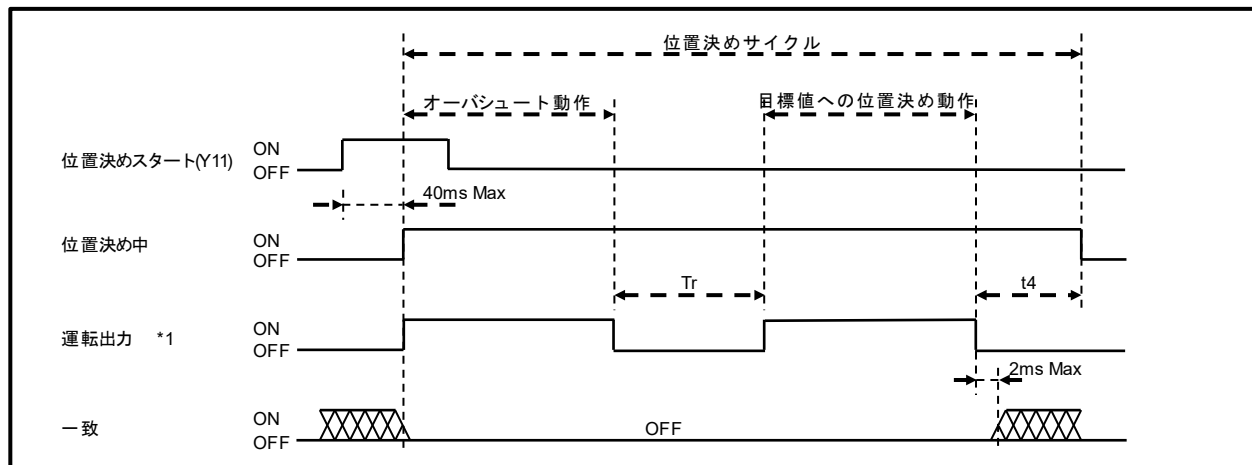 位置決めサイクル
オーバシュート動作
目標値への位置決め動作
位置決めスタート(Y11)
ON
OFF
40ms Max
位置決め中
ON
OFF
Tr
t4
運転出力 *1
ON
OFF
2ms Max
一致
ON
OFF
OFF